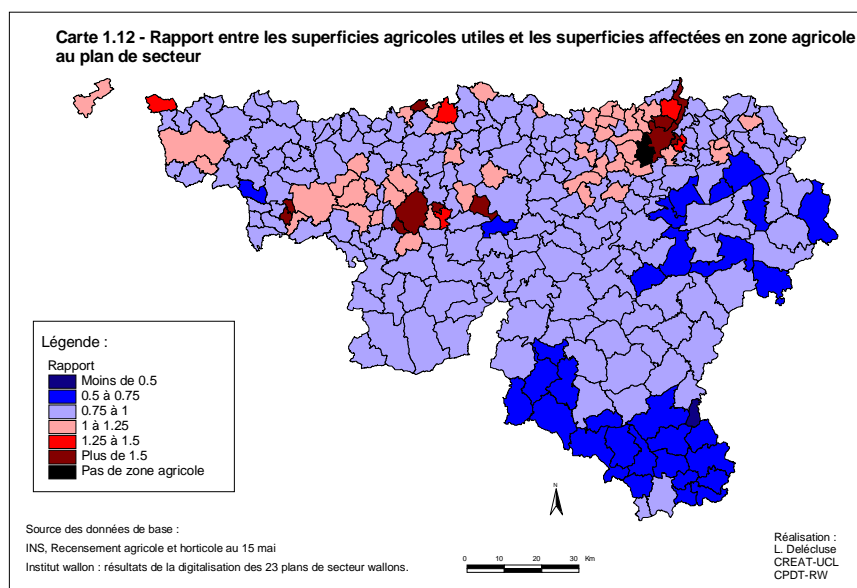 Carte 1.12 - Rapport entre les superficies agricoles utiles et les superficies affectées en zone agricole
au plan de secteur
Légende :
Rapport
Moins de 0.5
0.5 à 0.75
0.75 à 1
1 à 1.25
1.25 à 1.5
Plus de 1.5
Pas de zone agricole
N
Source des données de base :
INS, Recensement agricole et horticole au 15 mai
Institut wallon : résultats de la digitalisation des 23 plans de secteur wallons.
0 10 20 30 Km
Réalisation :
L. Delécluse
CREAT-UCL
CPDT-RW